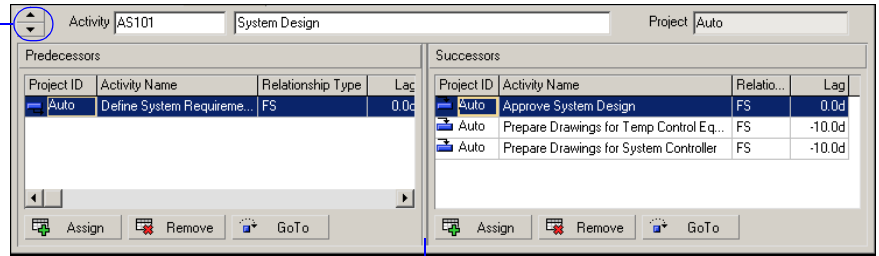 Activity AS101 System Design Project Auto
Predecessors Successors
Project ID Activity Name Relationship Type Lag Project ID Activity Name Relatio... Lag
Auto Define System Requireme... FS 0.0d Auto Approve System Design FS 0.0d
Auto Prepare Drawings for Temp Control Eq... FS -10.0d
Auto Prepare Drawings for System Controller FS -10.0d
Assign Remove GoTo Assign Remove GoTo